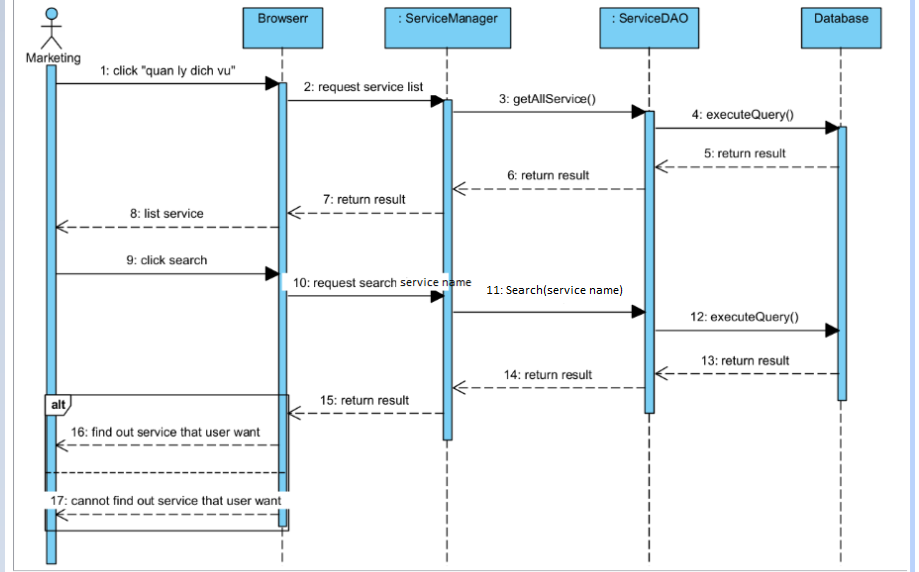 Browserr
: ServiceManager
: ServiceDAO
Database
Marketing
1: click "quan ly dich vu"
2: request service list
3: getAllService()
4: executeQuery()
5: return result
6: return result
7: return result
8: list service
9: click search
10: request search service name
11: Search(service name)
12: executeQuery()
13: return result
14: return result
15: return result
alt
16: find out service that user want
17: cannot find out service that user want